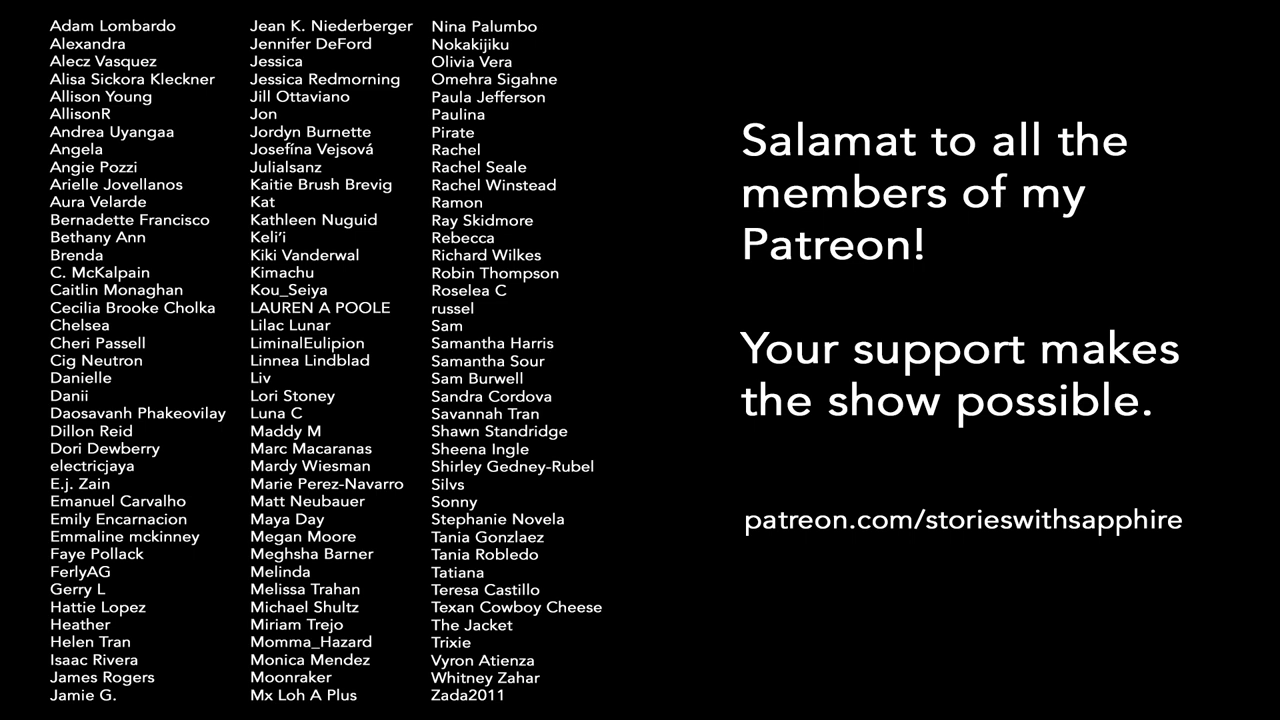 Adam Lombardo
Alexandra
Alecz Vasquez
Alisa Sickora Kleckner
Allison Young
AllisonR
Andrea Uyangaa
Angela
Angie Pozzi
Arielle Jovellanos
Aura Velarde
Bernadette Francisco
Bethany Ann
Brenda
C. McKalpain
Caitlin Monaghan
Cecilia Brooke Cholka
Chelsea
Cheri Passell
Cig Neutron
Danielle
Danii
Daosavanh Phakeovilay
Dillon Reid
Dori Dewberry
electricjaya
E.j. Zain
Emanuel Carvalho
Emily Encarnacion
Emmaline mckinney
Faye Pollack
FerlyAG
Gerry L
Hattie Lopez
Heather
Helen Tran
Isaac Rivera
James Rogers
Jamie G.
Jean K. Niederberger
Jennifer DeFord
Jessica
Jessica Redmorning
Jill Ottaviano
Jon
Jordyn Burnette
Josefína Vejsová
Julialsanz
Kaitie Brush Brevig
Kat
Kathleen Nuguid
Keli’i
Kiki Vanderwal
Kimachu
Kou_Seiya
LAUREN A POOLE
Lilac Lunar
LiminalEulipion
Linnea Lindblad
Liv
Lori Stoney
Luna C
Maddy M
Marc Macaranas
Mardy Wiesman
Marie Perez-Navarro
Matt Neubauer
Maya Day
Megan Moore
Meghsha Barner
Melinda
Melissa Trahan
Michael Shultz
Miriam Trejo
Momma_Hazard
Monica Mendez
Moonraker
Mx Loh A Plus
Nina Palumbo
Nokakijiku
Olivia Vera
Omehra Sigahne
Paula Jefferson
Paulina
Pirate
Rachel
Rachel Seale
Rachel Winstead
Ramon
Ray Skidmore
Rebecca
Richard Wilkes
Robin Thompson
Roselea C
russel
Sam
Samantha Harris
Samantha Sour
Sam Burwell
Sandra Cordova
Savannah Tran
Shawn Standridge
Sheena Ingle
Shirley Gedney-Rubel
Silvs
Sonny
Stephanie Novela
Tania Gonzlaez
Tania Robledo
Tatiana
Teresa Castillo
Texan Cowboy Cheese
The Jacket
Trixie
Vyron Atienza
Whitney Zahar
Zada2011
Salamat to all the
members of my
Patreon!
Your support makes
the show possible.
patreon.com/storieswithsapphire